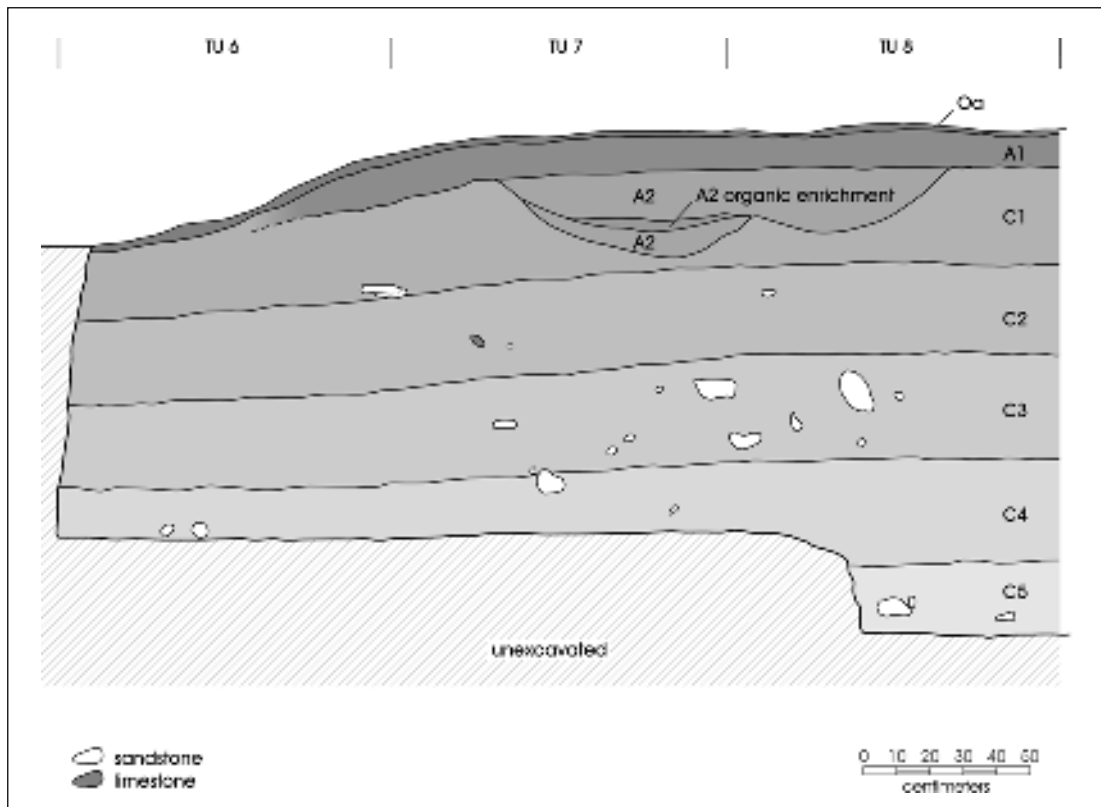 TU 6 TU 7 TU 8
Oa
A1
A2 A2 organic enrichment
C1
A2
C2
C3
C4
C5
unexcavated
sandstone
limestone
0 10 20 30 40 50
centimeters